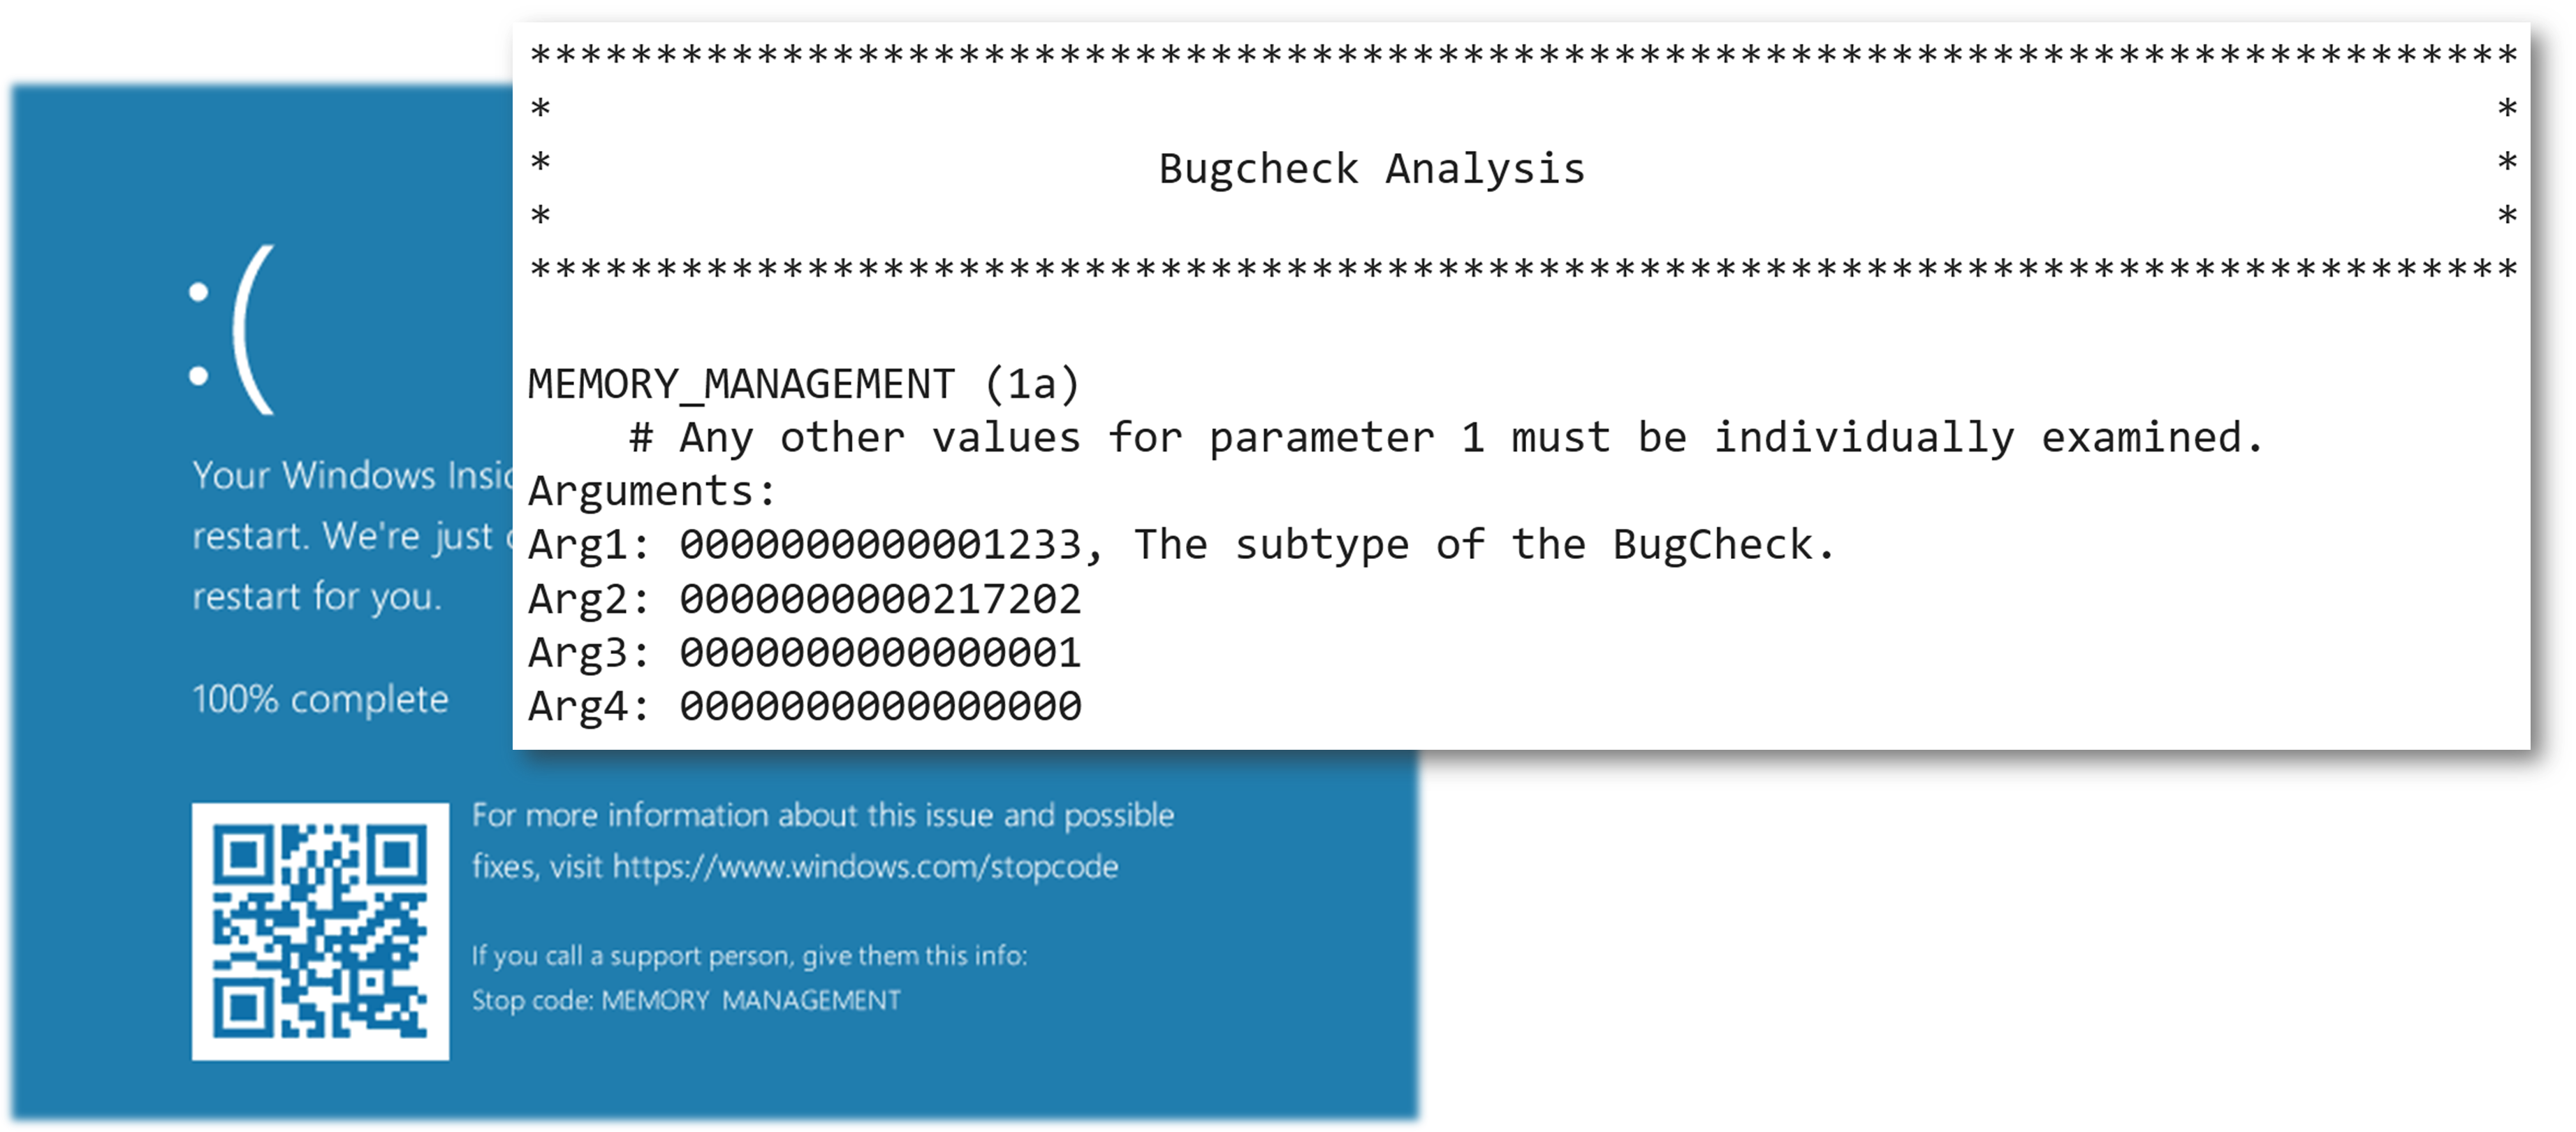 *******************************************************************************
*                                                                             *
*                        Bugcheck Analysis                                    *
*                                                                             *
*******************************************************************************
MEMORY_MANAGEMENT (1a)
    # Any other values for parameter 1 must be individually examined.
Arguments:
Arg1: 0000000000001233, The subtype of the BugCheck.
Arg2: 0000000000217202
Arg3: 0000000000000001
Arg4: 0000000000000000
:(
Your Windows
restart. We're just
restart for you.
100% complete
For more information about this issue and possible
fixes, visit https://www.windows.com/stopcode
If you call a support person, give them this info:
Stop code: MEMORY MANAGEMENT